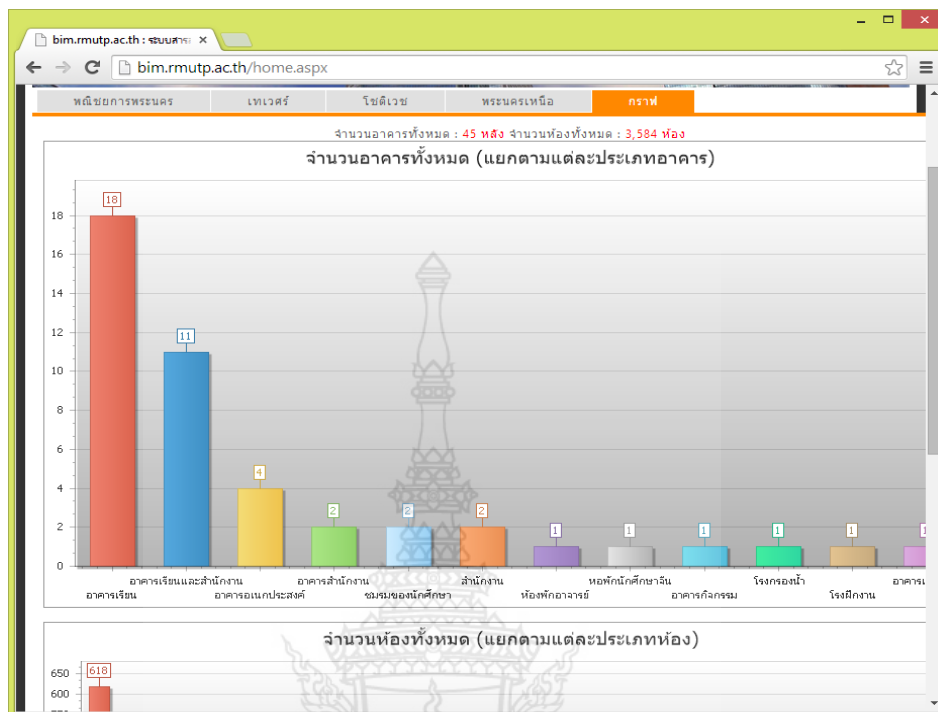 bim.rmutp.ac.th : ระบบสาร
bim.rmutp.ac.th/home.aspx
พณิชยการพระนคร เทเวศร์ โชติเวช พระนครเหนือ กราฟ
จำนวนอาคารทั้งหมด : 45 หลัง จำนวนห้องทั้งหมด : 3,584 ห้อง
จำนวนอาคารทั้งหมด (แยกตามแต่ละประเภทอาคาร)
18
18
16
14
12
11
10
8
6
4
4
2
2 2 2
1 1 1 1 1 1
0
อาคารเรียนและสำนักงาน อาคารสำนักงาน สำนักงาน หอพักนักศึกษาจีน โรงกรองน้ำ
อาคารเรียน อาคารอเนกประสงค์ ชมรมของนักศึกษา ห้องพักอาจารย์ อาคารกิจกรรม โรงฝึกงาน
จำนวนห้องทั้งหมด (แยกตามแต่ละประเภทห้อง)
650 618
600